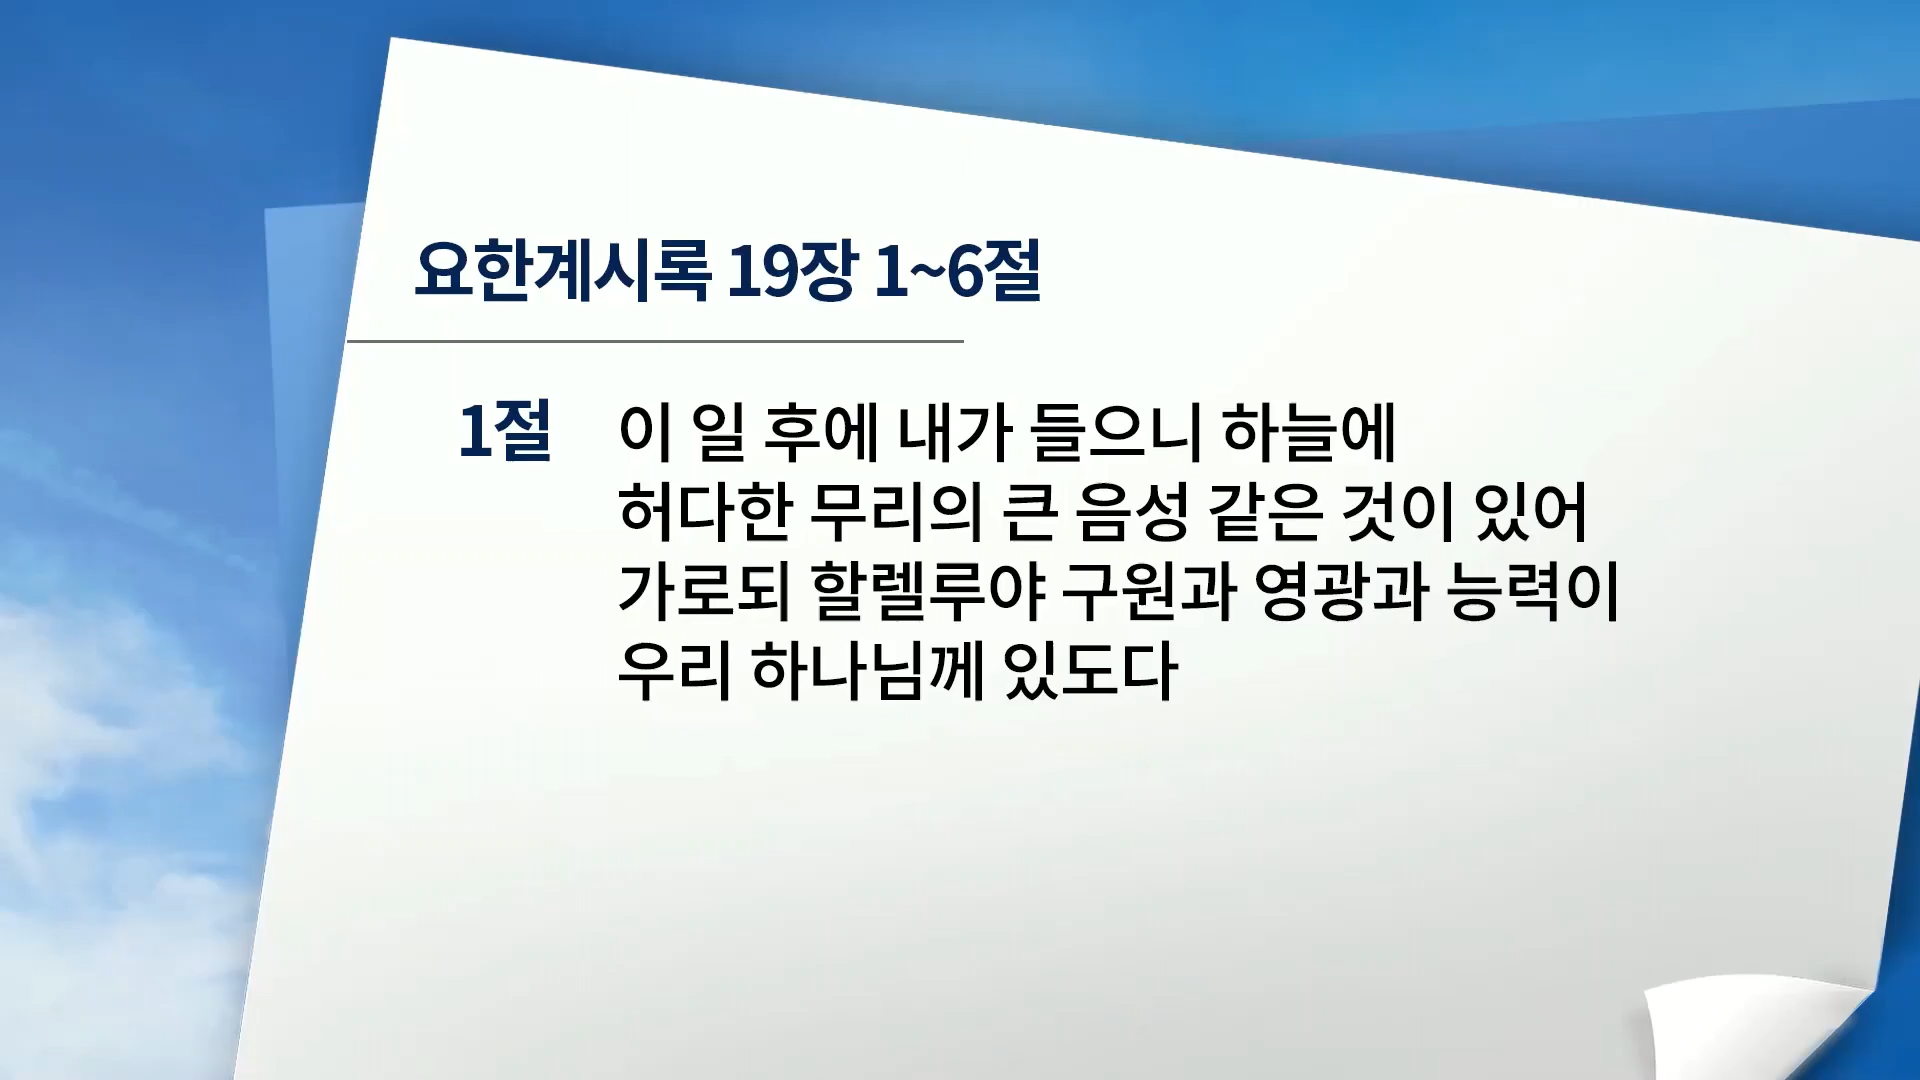 요한계시록 19장 1~6절
1절 이 일 후에 내가 들으니 하늘에
허다한 무리의 큰 음성 같은 것이 있어
가로되 할렐루야 구원과 영광과 능력이
우리 하나님께 있도다